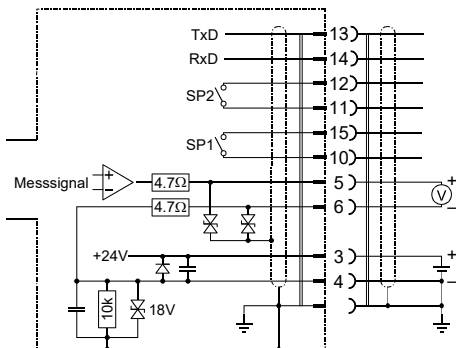 TxD 13
RxD 14
12
SP2
11
15
SP1
10
Messsignal + − 4.7Ω 5 +
V
4.7Ω 6 −
+24V 3 +
4 −
10k 18V